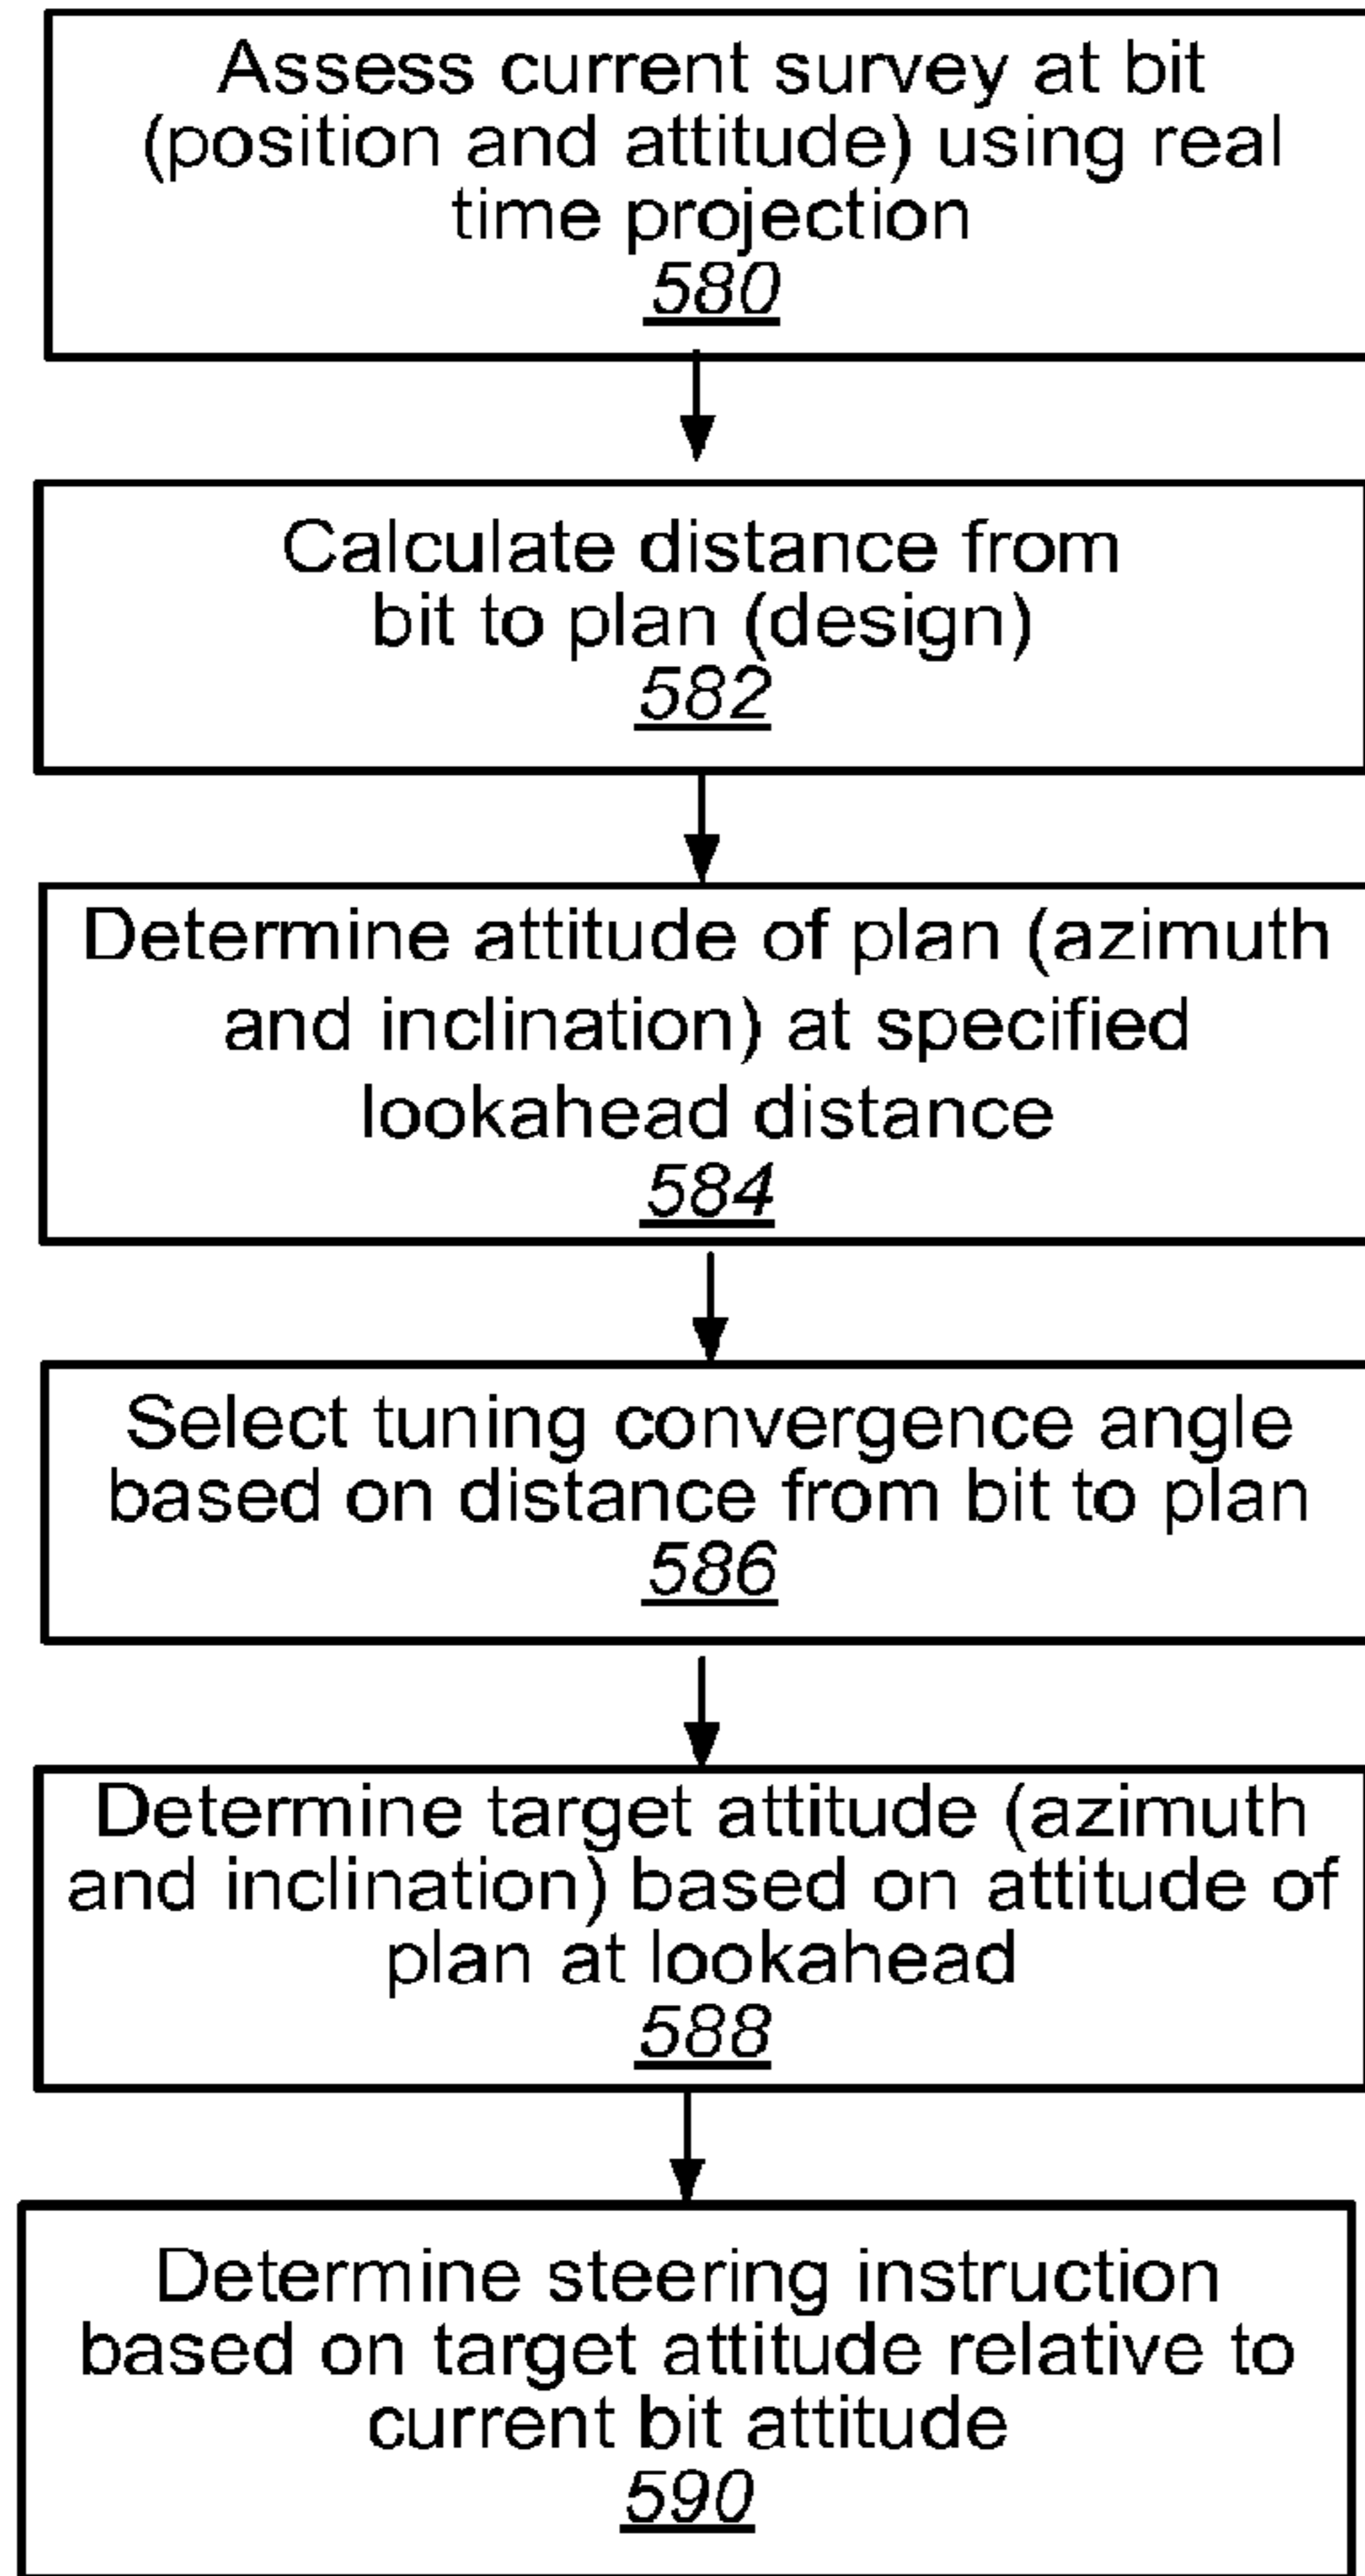 Assess current survey at bit
(position and attitude) using real
time projection
580
Calculate distance from
bit to plan (design)
582
Determine attitude of plan (azimuth
and inclination) at specified
lookahead distance
584
Select tuning convergence angle
based on distance from bit to plan
586
Determine target attitude (azimuth
and inclination) based on attitude of
plan at lookahead
588
Determine steering instruction
based on target attitude relative to
current bit attitude
590